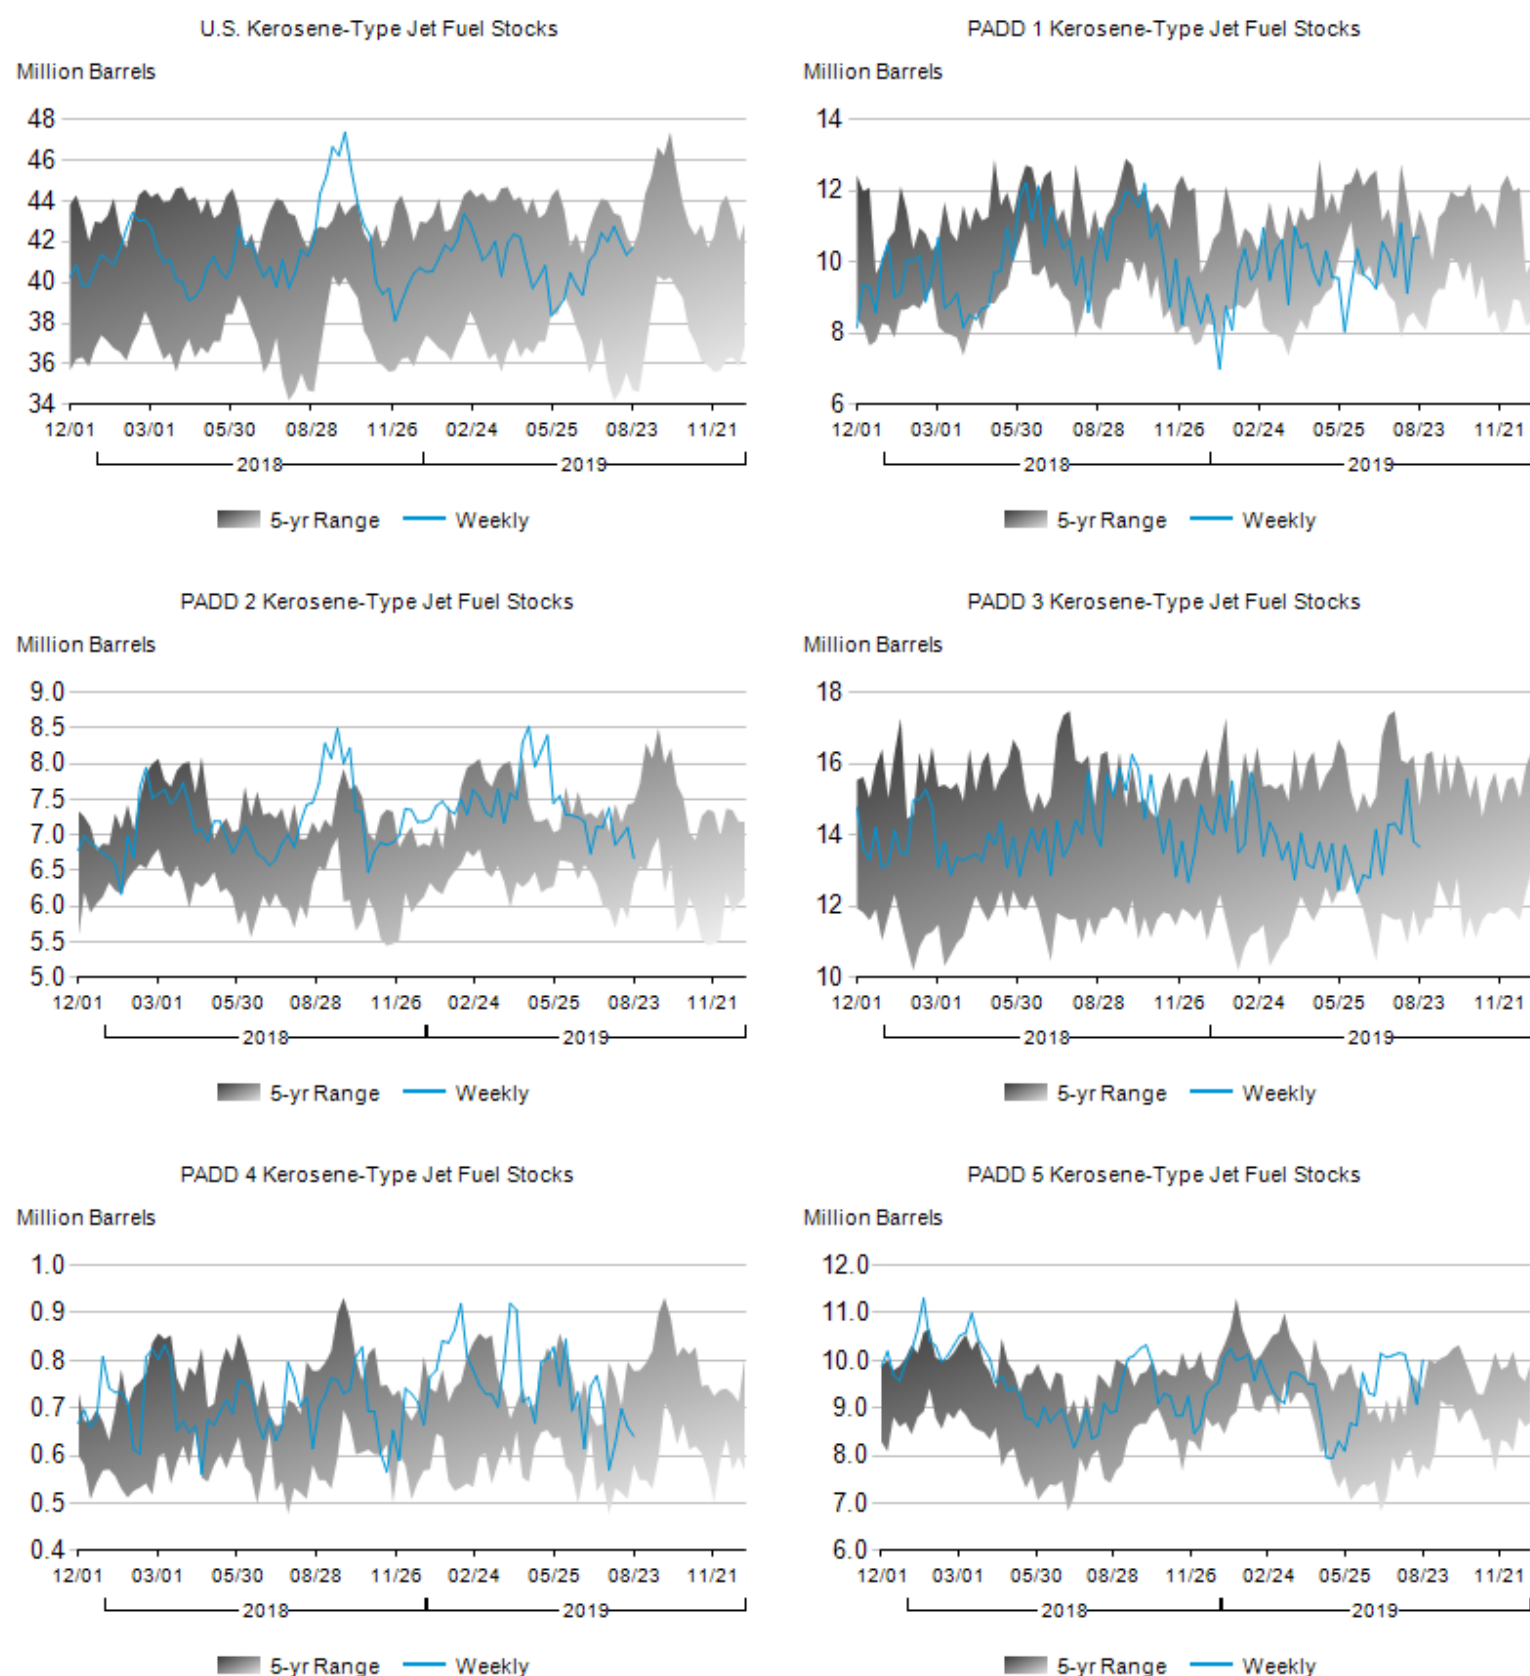 U.S. Kerosene-Type Jet Fuel Stocks
Million Barrels
48
46
44
42
40
38
36
34
12/01 03/01 05/30 08/28 11/26 02/24 05/25 08/23 11/21
2018 2019
5-yr Range Weekly
PADD 1 Kerosene-Type Jet Fuel Stocks
Million Barrels
14
12
10
8
6
12/01 03/01 05/30 08/28 11/26 02/24 05/25 08/23 11/21
2018 2019
5-yr Range Weekly
PADD 2 Kerosene-Type Jet Fuel Stocks
Million Barrels
9.0
8.5
8.0
7.5
7.0
6.5
6.0
5.5
5.0
12/01 03/01 05/30 08/28 11/26 02/24 05/25 08/23 11/21
2018 2019
5-yr Range Weekly
PADD 3 Kerosene-Type Jet Fuel Stocks
Million Barrels
18
16
14
12
10
12/01 03/01 05/30 08/28 11/26 02/24 05/25 08/23 11/21
2018 2019
5-yr Range Weekly
PADD 4 Kerosene-Type Jet Fuel Stocks
Million Barrels
1.0
0.9
0.8
0.7
0.6
0.5
0.4
12/01 03/01 05/30 08/28 11/26 02/24 05/25 08/23 11/21
2018 2019
5-yr Range Weekly
PADD 5 Kerosene-Type Jet Fuel Stocks
Million Barrels
12.0
11.0
10.0
9.0
8.0
7.0
6.0
12/01 03/01 05/30 08/28 11/26 02/24 05/25 08/23 11/21
2018 2019
5-yr Range Weekly